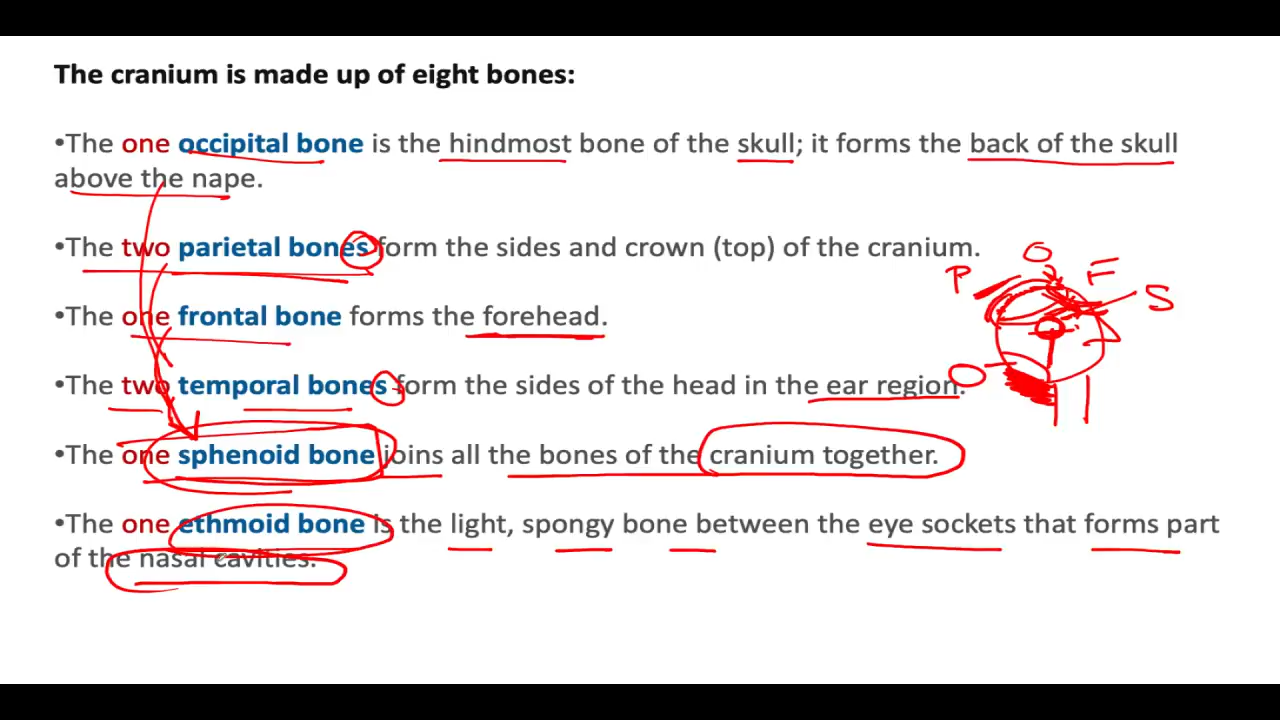 The cranium is made up of eight bones:
•The one occipital bone is the hindmost bone of the skull; it forms the back of the skull
above the nape.
•The two parietal bones form the sides and crown (top) of the cranium.
•The one frontal bone forms the forehead.
•The two temporal bones form the sides of the head in the ear region.
•The one sphenoid bone joins all the bones of the cranium together.
•The one ethmoid bone is the light, spongy bone between the eye sockets that forms part
of the nasal cavities.
O
P
F
S
O